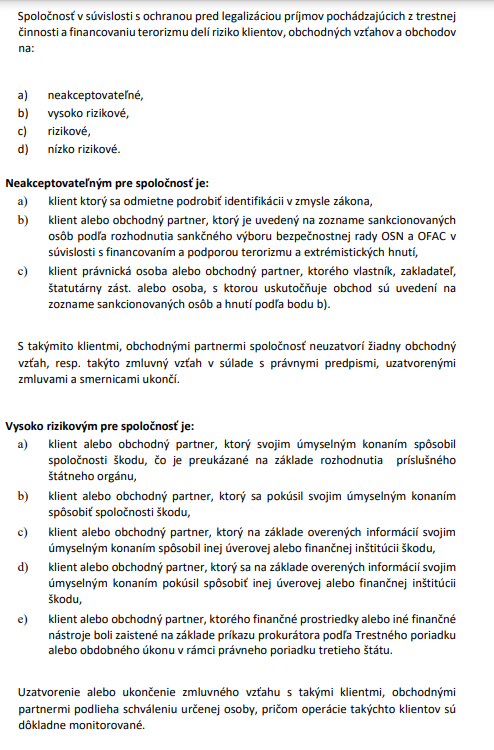 Spoločnosť v súvislosti s ochranou pred legalizáciou príjmov pochádzajúcich z trestnej
činnosti a financovaniu terorizmu delí riziko klientov, obchodných vzťahov a obchodov
na:
a) neakceptovateľné,
b) vysoko rizikové,
c) rizikové,
d) nízko rizikové.
Neakceptovateľným pre spoločnosť je:
a) klient ktorý sa odmietne podrobiť identifikácii v zmysle zákona,
b) klient alebo obchodný partner, ktorý je uvedený na zozname sankcionovaných
osôb podľa rozhodnutia sankčného výboru bezpečnostnej rady OSN a OFAC v
súvislosti s financovaním a podporou terorizmu a extrémistických hnutí,
c) klient právnická osoba alebo obchodný partner, ktorého vlastník, zakladateľ,
štatutárny zást. alebo osoba, s ktorou uskutočňuje obchod sú uvedení na
zozname sankcionovaných osôb a hnutí podľa bodu b).
S takýmito klientmi, obchodnými partnermi spoločnosť neuzatvorí žiadny obchodný
vzťah, resp. takýto zmluvný vzťah v súlade s právnymi predpismi, uzatvorenými
zmluvami a smernicami ukončí.
Vysoko rizikovým pre spoločnosť je:
a) klient alebo obchodný partner, ktorý svojim úmyselným konaním spôsobil
spoločnosti škodu, čo je preukázané na základe rozhodnutia príslušného
štátneho orgánu,
b) klient alebo obchodný partner, ktorý sa pokúsil svojim úmyselným konaním
spôsobiť spoločnosti škodu,
c) klient alebo obchodný partner, ktorý na základe overených informácií svojim
úmyselným konaním spôsobil inej úverovej alebo finančnej inštitúcii škodu,
d) klient alebo obchodný partner, ktorý sa na základe overených informácií svojim
úmyselným konaním pokúsil spôsobiť inej úverovej alebo finančnej inštitúcii
škodu,
e) klient alebo obchodný partner, ktorého finančné prostriedky alebo iné finančné
nástroje boli zaistené na základe príkazu prokurátora podľa Trestného poriadku
alebo obdobného úkonu v rámci právneho poriadku tretieho štátu.
Uzatvorenie alebo ukončenie zmluvného vzťahu s takými klientmi, obchodnými
partnermi podlieha schváleniu určenej osoby, pričom operácie takýchto klientov sú
dôkladne monitorované.